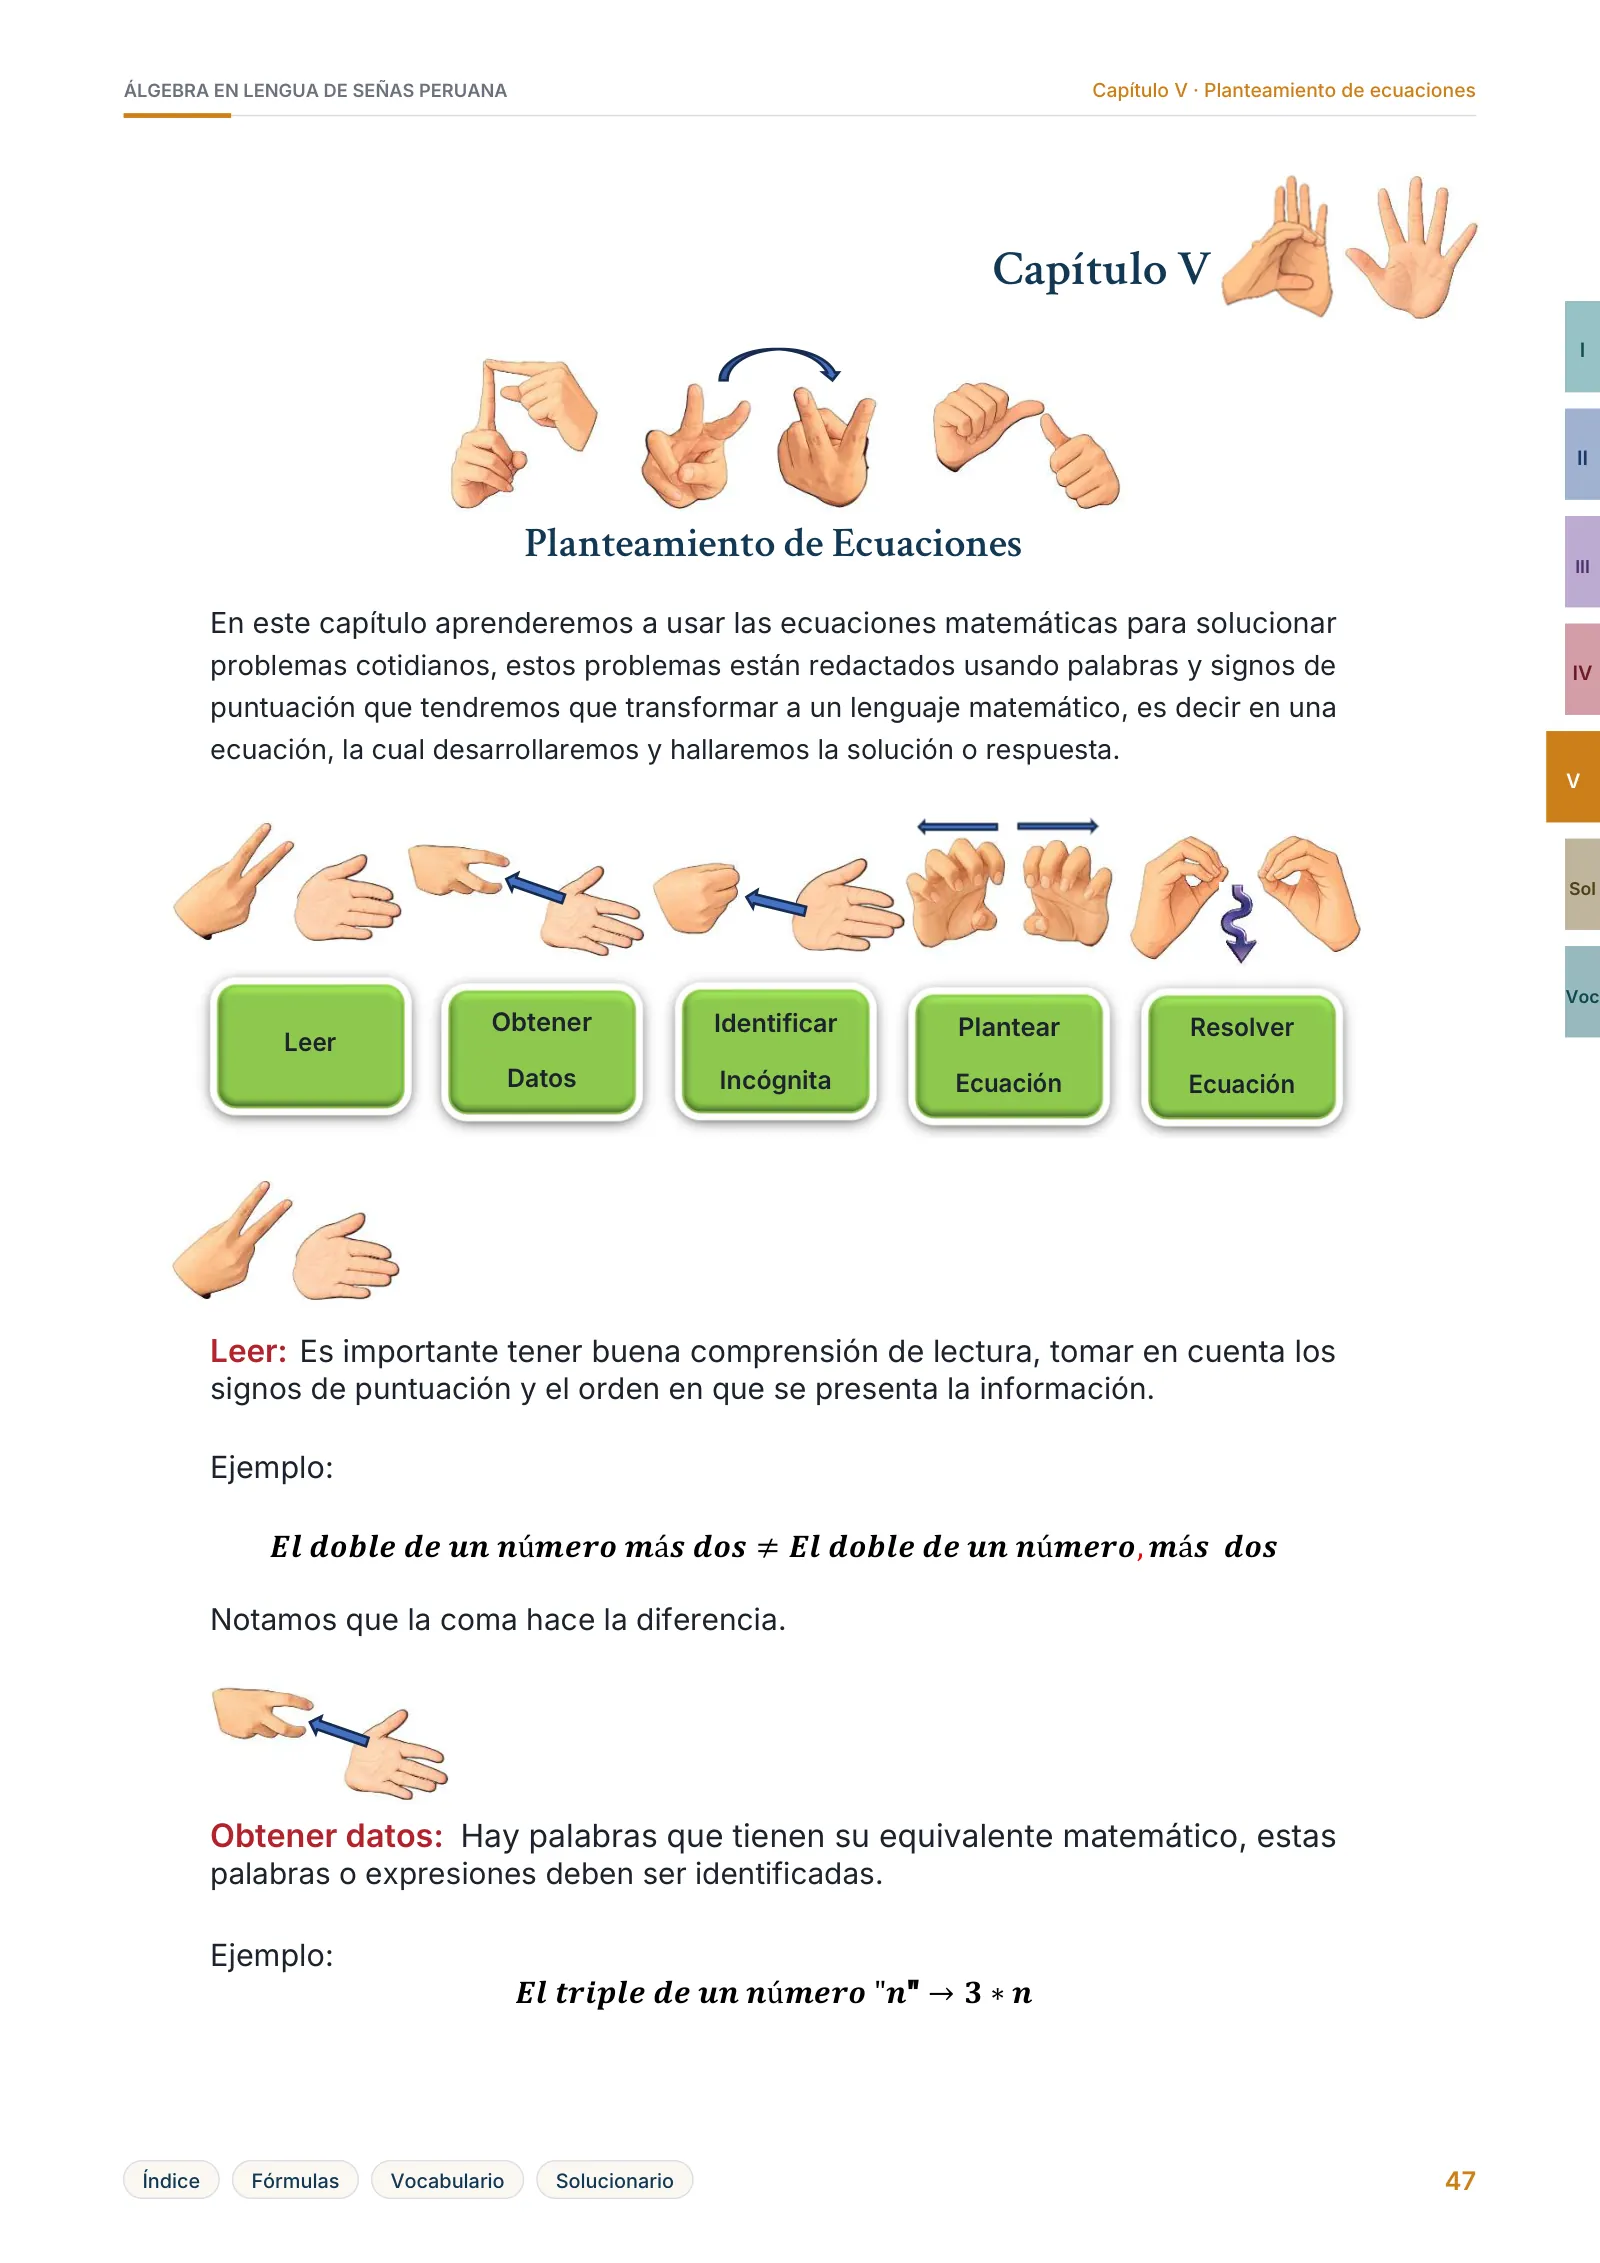 ÁLGEBRA EN LENGUA DE SEÑAS PERUANA
Capítulo V · Planteamiento de ecuaciones
Capítulo V
Planteamiento de Ecuaciones
En este capítulo aprenderemos a usar las ecuaciones matemáticas para solucionar
problemas cotidianos, estos problemas están redactados usando palabras y signos de
puntuación que tendremos que transformar a un lenguaje matemático, es decir en una
ecuación, la cual desarrollaremos y hallaremos la solución o respuesta.
Leer
Obtener
Datos
Identificar
Incógnita
Plantear
Ecuación
Resolver
Ecuación
Leer: Es importante tener buena comprensión de lectura, tomar en cuenta los
signos de puntuación y el orden en que se presenta la información.
Ejemplo:
El doble de un número más dos ≠ El doble de un número, más dos
Notamos que la coma hace la diferencia.
Obtener datos: Hay palabras que tienen su equivalente matemático, estas
palabras o expresiones deben ser identificadas.
Ejemplo:
El triple de un número "n" → 3 * n
I
II
III
IV
V
Sol
Voc
Índice
Fórmulas
Vocabulario
Solucionario
47